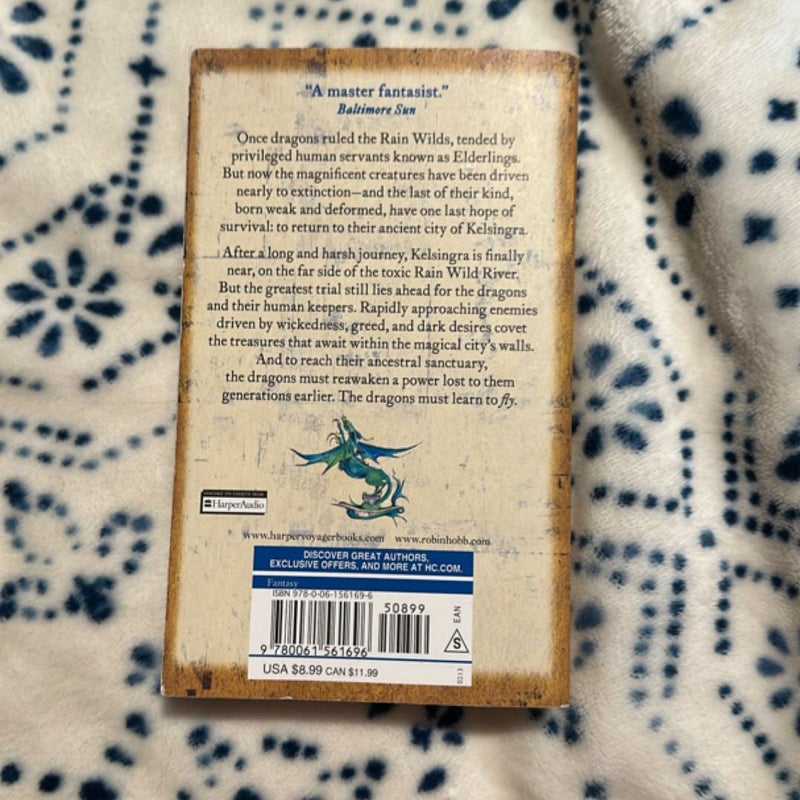 “A master fantasist.”
Baltimore Sun
Once dragons ruled the Rain Wilds, tended by
privileged human servants known as Elderlings.
But now the magnificent creatures have been driven
nearly to extinction—and the last of their kind,
born weak and deformed, have one last hope of
survival: to return to their ancient city of Kelsingra.
After a long and harsh journey, Kelsingra is finally
near, on the far side of the toxic Rain Wild River.
But the greatest trial still lies ahead for the dragons
and their human keepers. Rapidly approaching enemies
driven by wickedness, greed, and dark desires covet
the treasures that await within the magical city’s walls.
And to reach their ancestral sanctuary,
the dragons must reawaken a power lost to them
generations earlier. The dragons must learn to fly.
HarperAudio
www.harpervoyagerbooks.com www.robinhobb.com
DISCOVER GREAT AUTHORS,
EXCLUSIVE OFFERS, AND MORE AT HC.COM.
Fantasy
ISBN 978-0-06-156169-6
50899
EAN
S
9 780061 561696
USA $8.99 CAN $11.99
0213